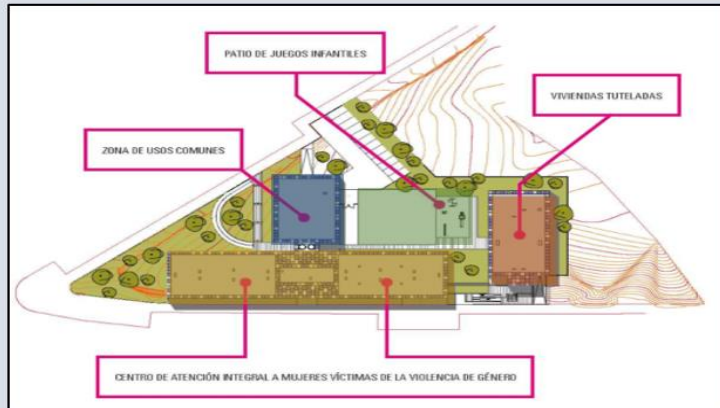 PATIO DE JUEGOS INFANTILES
VIVIENDAS TUTELADAS
ZONA DE USOS COMUNES
CENTRO DE ATENCIÓN INTEGRAL A MUJERES VÍCTIMAS DE LA VIOLENCIA DE GÉNERO